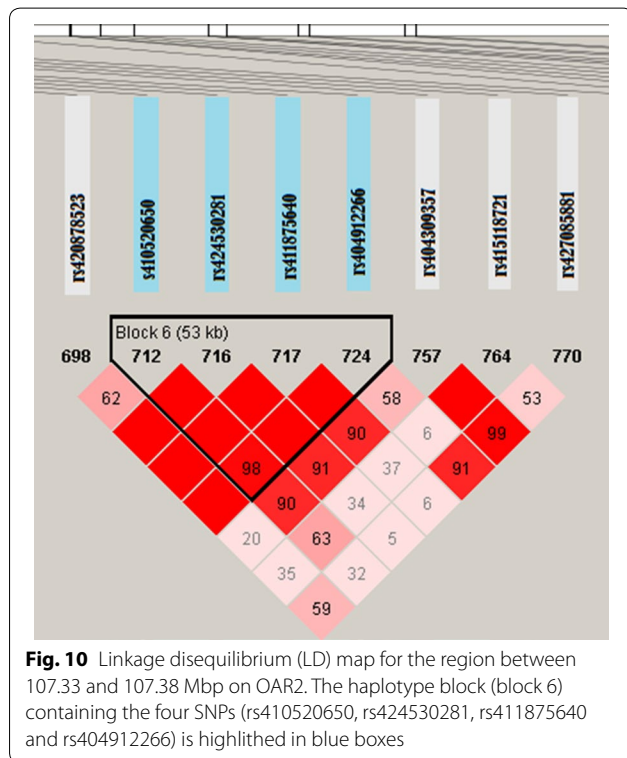 rs420878523
s410520650
rs424530281
rs411875640
rs404912266
rs404309357
rs415118721
rs427085881
Block 6 (53 kb)
698 712 716 717 724 757 764 770
62 58 53
90 6 99
98 91 37 91
90 34 6
20 63 5
35 32
59
Fig. 10 Linkage disequilibrium (LD) map for the region between
107.33 and 107.38 Mbp on OAR2. The haplotype block (block 6)
containing the four SNPs (rs410520650, rs424530281, rs411875640
and rs404912266) is highlithed in blue boxes